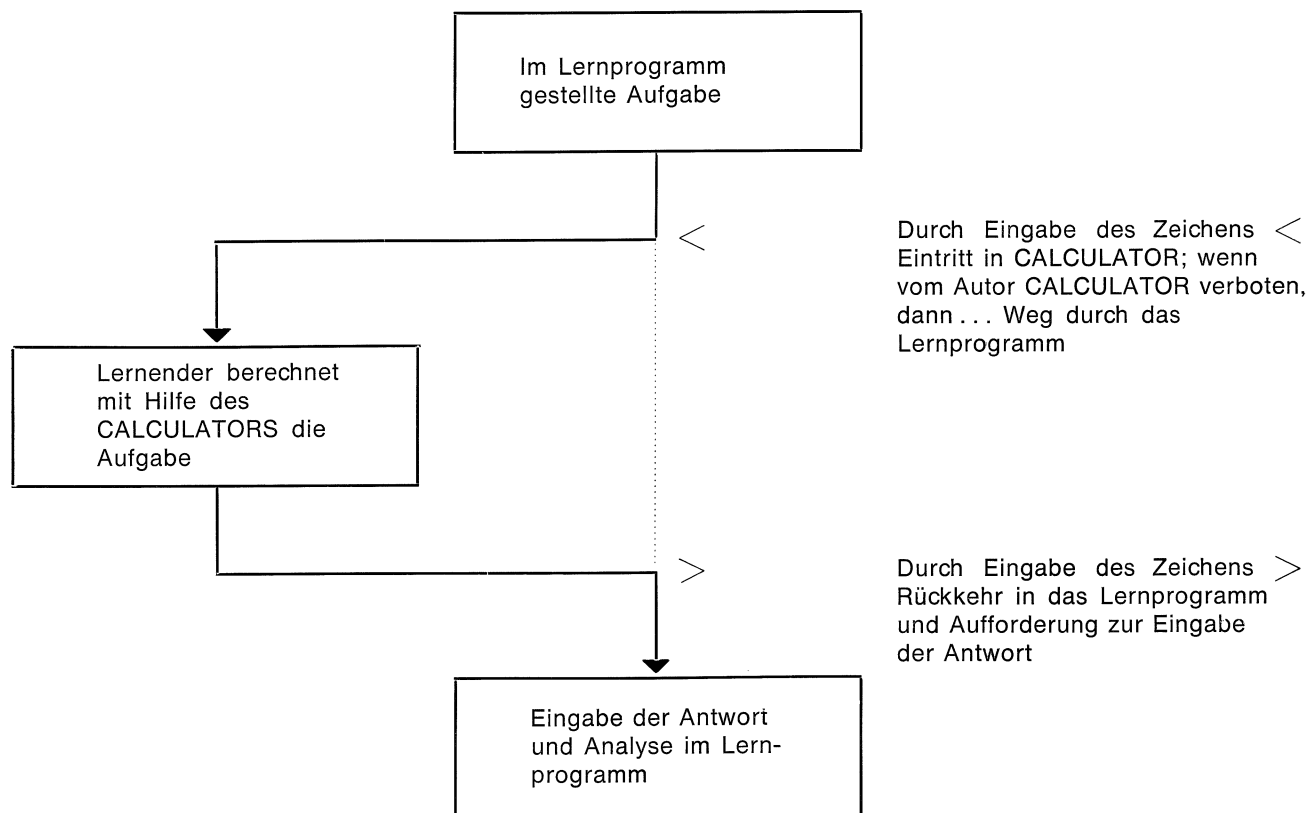 Im Lernprogramm
gestellte Aufgabe
<
Durch Eingabe des Zeichens <
Eintritt in CALCULATOR; wenn
vom Autor CALCULATOR verboten,
dann ... Weg durch das
Lernprogramm
Lernender berechnet
mit Hilfe des
CALCULATORS die
Aufgabe
>
Durch Eingabe des Zeichens >
Rückkehr in das Lernprogramm
und Aufforderung zur Eingabe
der Antwort
Eingabe der Antwort
und Analyse im Lern-
programm